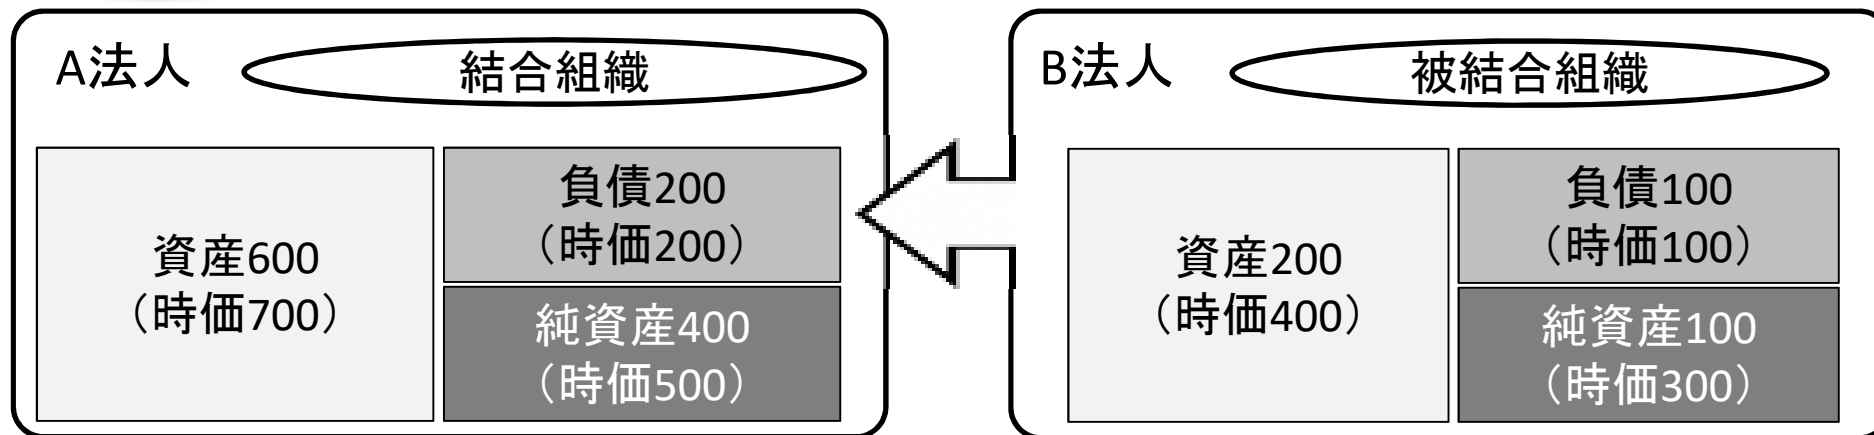 A法人
結合組織
資産600
（時価700）
負債200
（時価200）
純資産400
（時価500）
B法人
被結合組織
資産200
（時価400）
負債100
（時価100）
純資産100
（時価300）